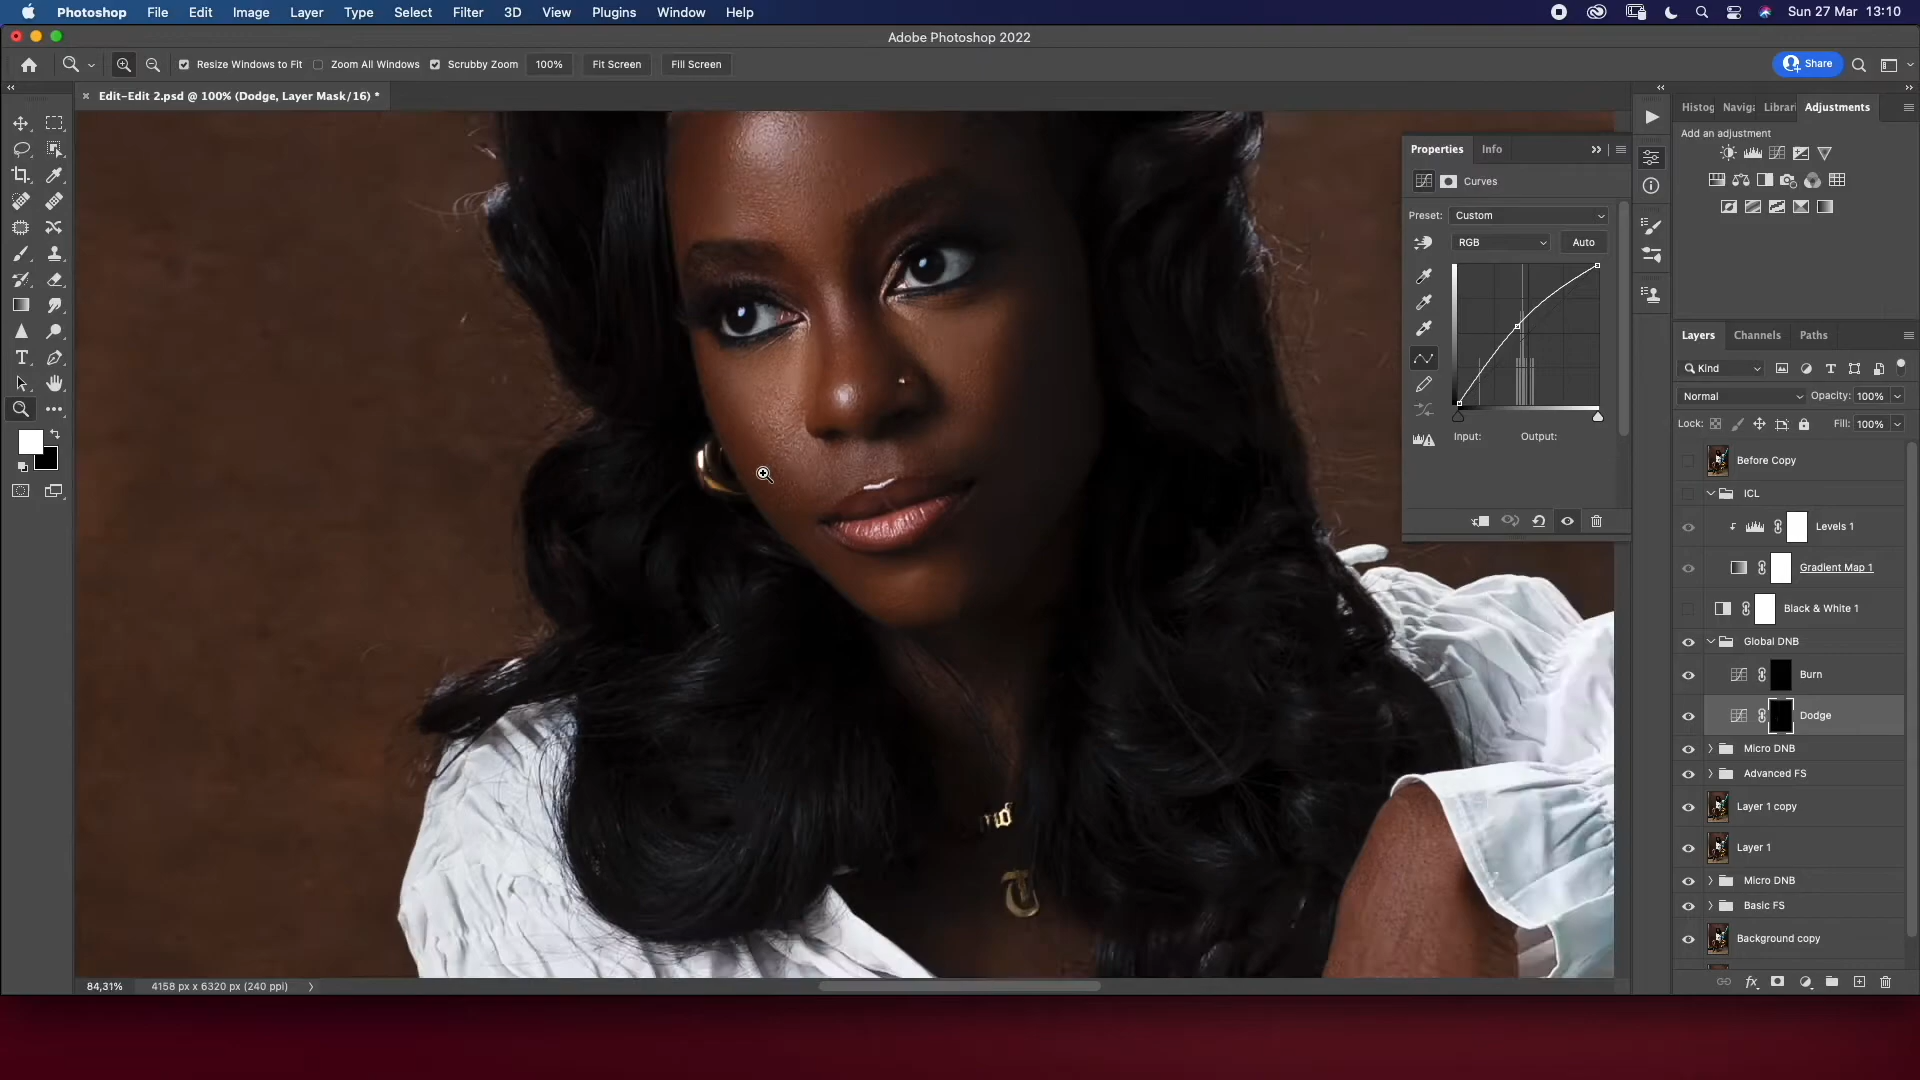 Photoshop File Edit Image Layer Type Select Filter 3D View Plugins Window Help Sun 27 Mar 13:10
Adobe Photoshop 2022
Resize Windows to Fit Zoom All Windows Scrubby Zoom 100% Fit Screen Fill Screen Share
Edit-Edit 2.psd @ 100% (Dodge, Layer Mask/16) *
Histog Naviga Librari Adjustments
Add an adjustment
Properties Info
Curves
Preset: Custom
RGB Auto
Input: Output:
Layers Channels Paths
Kind
Normal Opacity: 100%
Lock: Fill: 100%
Before Copy
ICL
Levels 1
Gradient Map 1
Black & White 1
Global DNB
Burn
Dodge
Micro DNB
Advanced FS
Layer 1 copy
Layer 1
Micro DNB
Basic FS
Background copy
84,31% 4158 px x 6320 px (240 ppi)